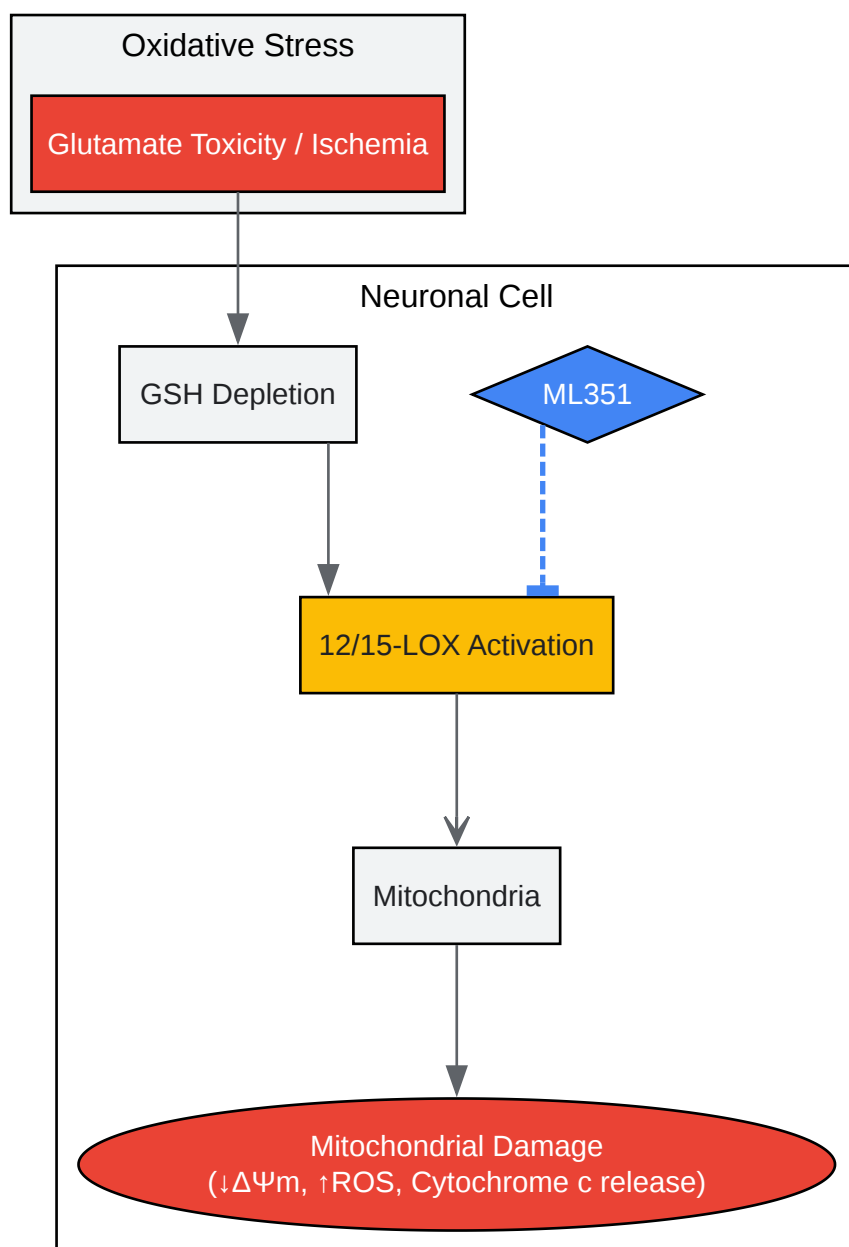 Oxidative Stress
Glutamate Toxicity / Ischemia
Neuronal Cell
GSH Depletion
ML351
12/15-LOX Activation
Mitochondria
Mitochondrial Damage
(↓ΔΨm, ↑ROS, Cytochrome c release)